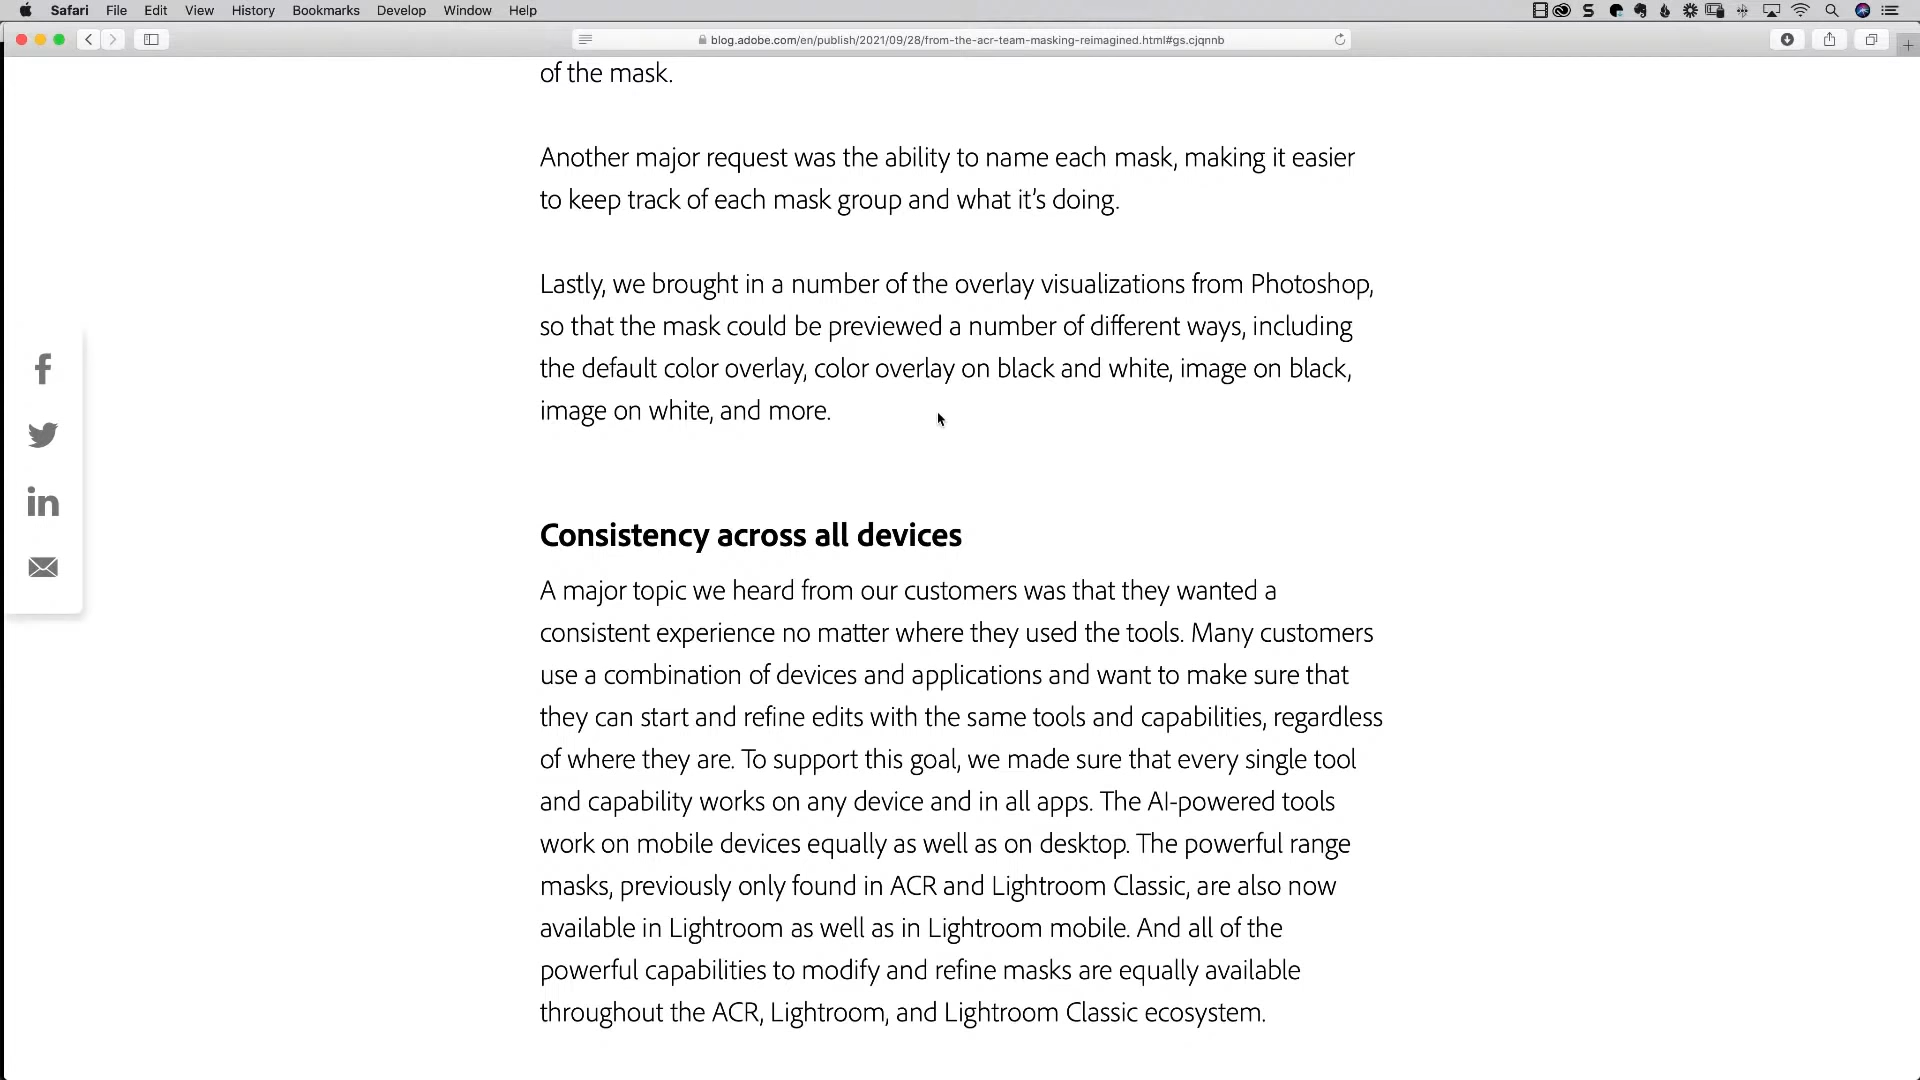 Safari File Edit View History Bookmarks Develop Window Help
blog.adobe.com/en/publish/2021/09/28/from-the-acr-team-masking-reimagined.html#gs.cjqnnb
of the mask.
Another major request was the ability to name each mask, making it easier
to keep track of each mask group and what it’s doing.
Lastly, we brought in a number of the overlay visualizations from Photoshop,
so that the mask could be previewed a number of different ways, including
the default color overlay, color overlay on black and white, image on black,
image on white, and more.
Consistency across all devices
A major topic we heard from our customers was that they wanted a
consistent experience no matter where they used the tools. Many customers
use a combination of devices and applications and want to make sure that
they can start and refine edits with the same tools and capabilities, regardless
of where they are. To support this goal, we made sure that every single tool
and capability works on any device and in all apps. The AI-powered tools
work on mobile devices equally as well as on desktop. The powerful range
masks, previously only found in ACR and Lightroom Classic, are also now
available in Lightroom as well as in Lightroom mobile. And all of the
powerful capabilities to modify and refine masks are equally available
throughout the ACR, Lightroom, and Lightroom Classic ecosystem.